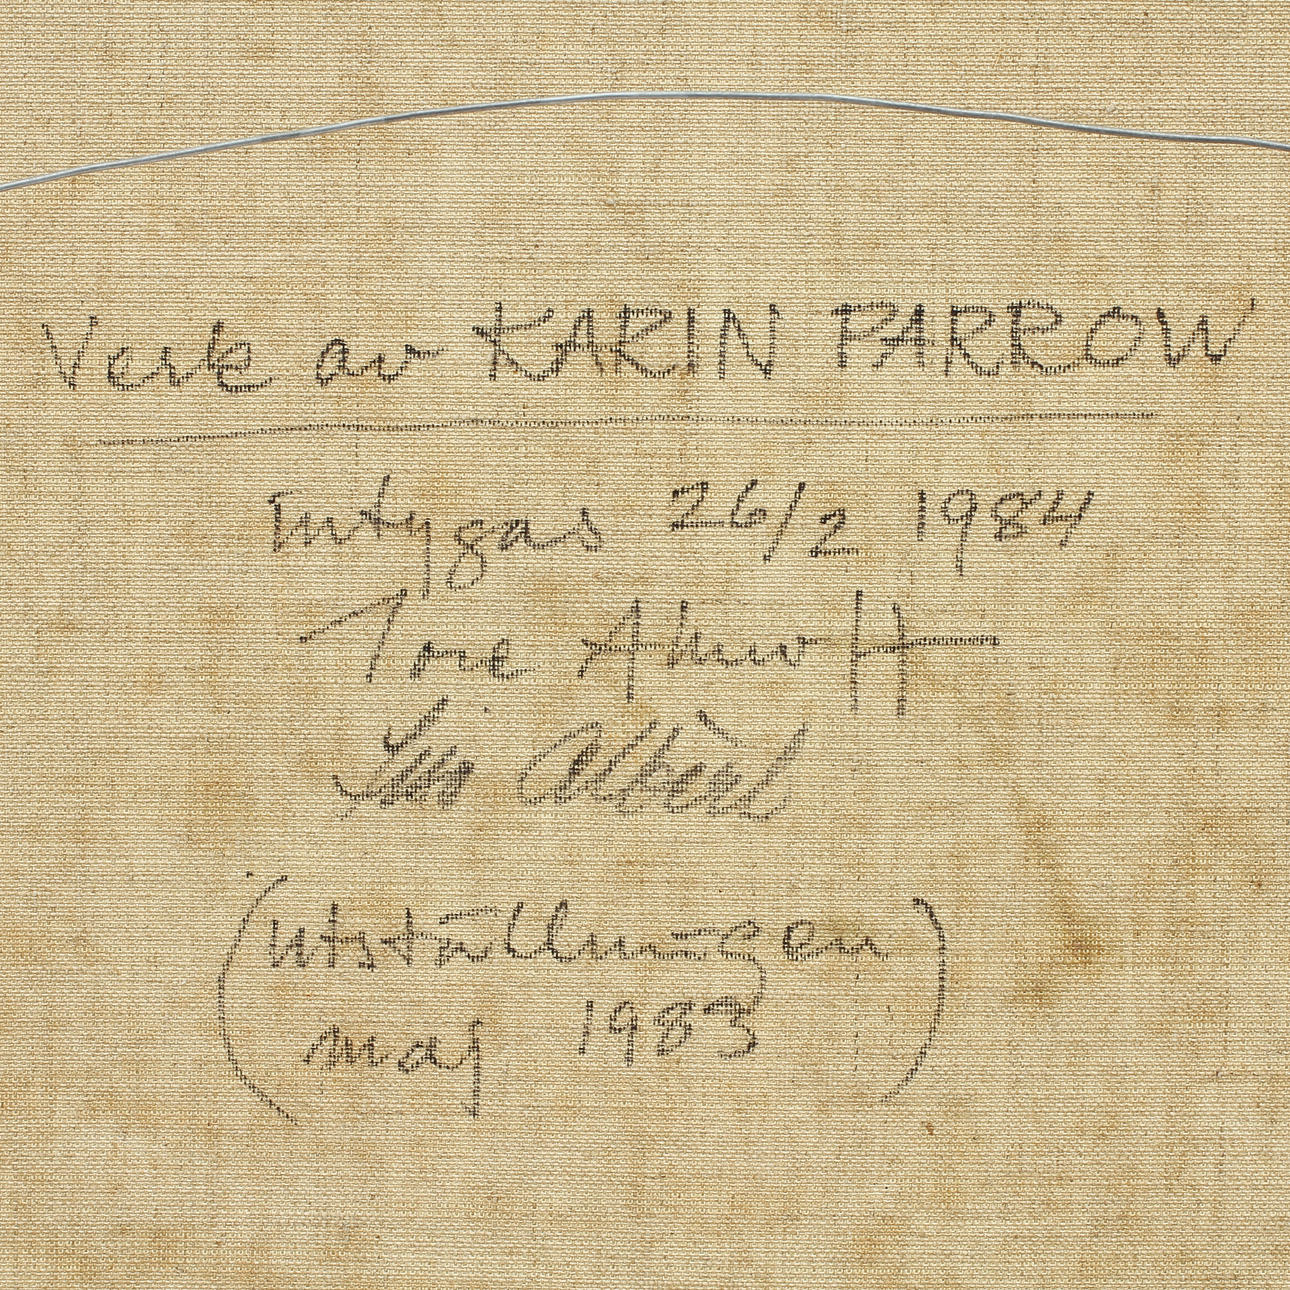 Verk av KARIN PARROW
Intygas 26/2 1984
Tore Ahnoff
(Utställningen
maj 1983)